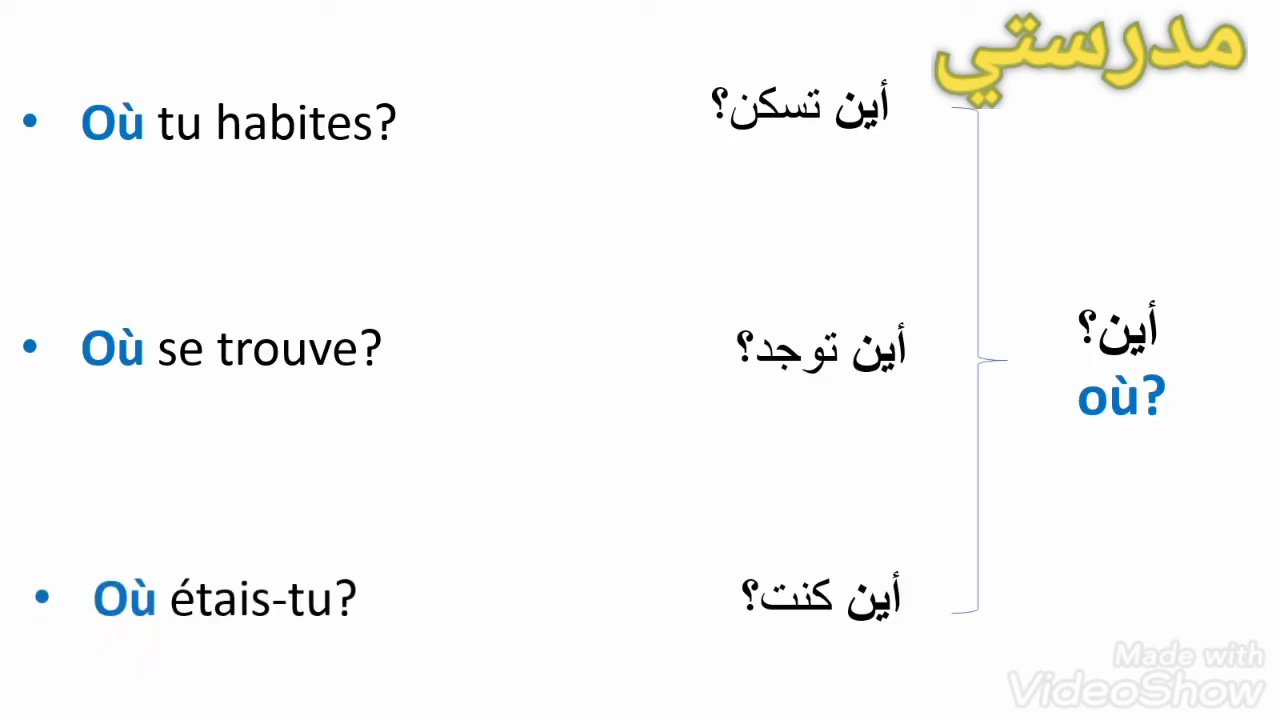 مدرستي
• Où tu habites?
أين تسكن؟
• Où se trouve?
أين توجد؟
أين؟
où?
• Où étais-tu?
أين كنت؟
Made with
VideoShow